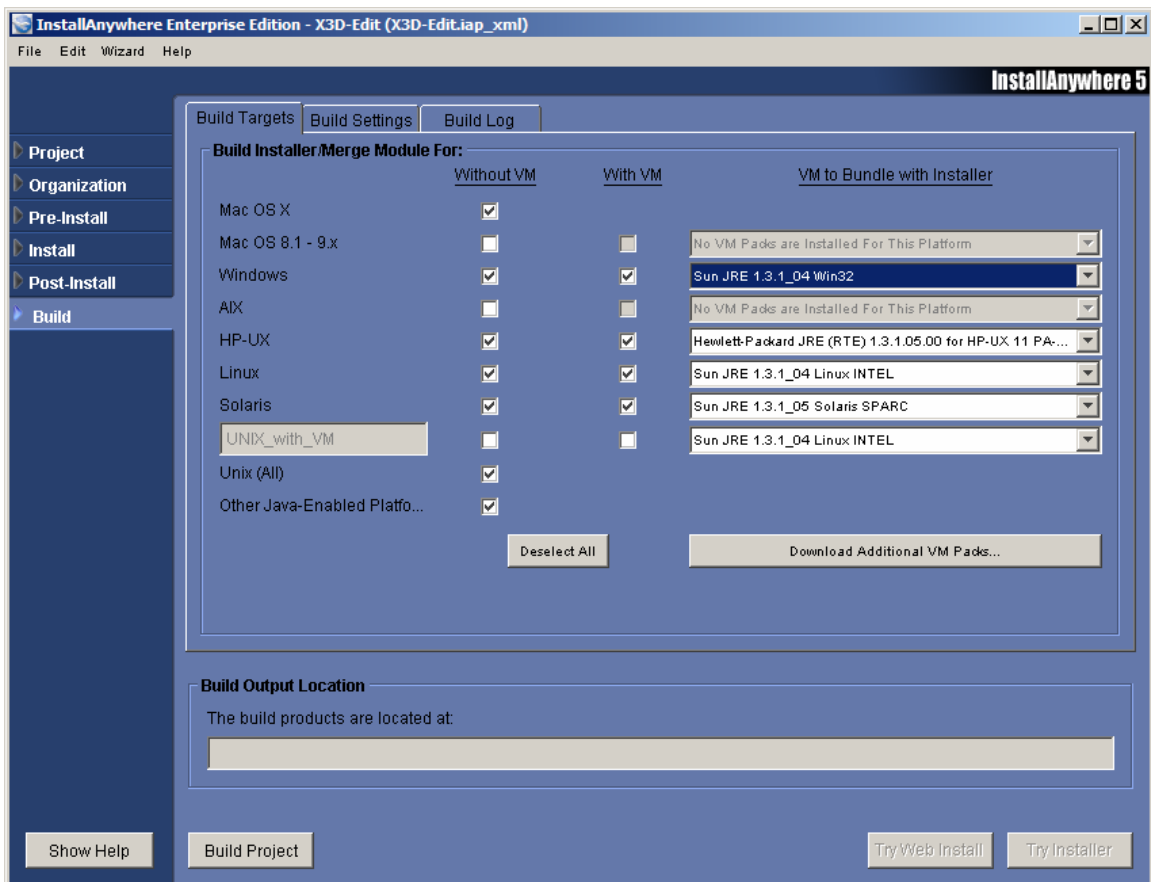 InstallAnywhere Enterprise Edition - X3D-Edit (X3D-Edit.iap_xml)
File Edit Wizard Help
InstallAnywhere 5
Build Targets Build Settings Build Log
Project
Organization
Pre-Install
Install
Post-Install
Build
Build Installer/Merge Module For:
Without VM With VM VM to Bundle with Installer
Mac OS X
Mac OS 8.1 - 9.x No VM Packs are Installed For This Platform
Windows Sun JRE 1.3.1_04 Win32
AIX No VM Packs are Installed For This Platform
HP-UX Hewlett-Packard JRE (RTE) 1.3.1.05.00 for HP-UX 11 PA-...
Linux Sun JRE 1.3.1_04 Linux INTEL
Solaris Sun JRE 1.3.1_05 Solaris SPARC
UNIX_with_VM Sun JRE 1.3.1_04 Linux INTEL
Unix (All)
Other Java-Enabled Platfo...
Deselect All Download Additional VM Packs...
Build Output Location
The build products are located at:
Show Help Build Project Try Web Install Try Installer